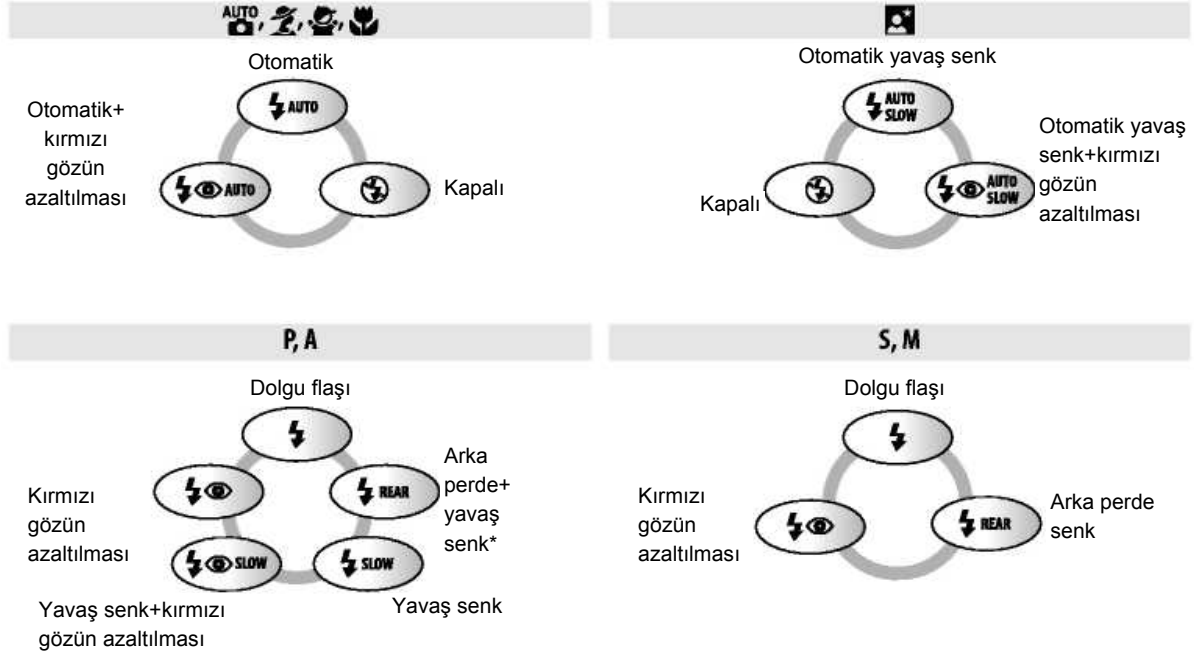 AUTO
Otomatik
AUTO
Otomatik+
kırmızı
gözün
azaltılması
AUTO
Kapalı
Otomatik yavaş senk
AUTO
SLOW
Otomatik yavaş
senk+kırmızı
gözün
azaltılması
AUTO
SLOW
Kapalı
P, A
Dolgu flaşı
Arka
perde+
yavaş
senk*
REAR
Kırmızı
gözün
azaltılması
SLOW
SLOW
Yavaş senk
Yavaş senk+kırmızı
gözün azaltılması
S, M
Dolgu flaşı
Kırmızı
gözün
azaltılması
REAR
Arka perde
senk